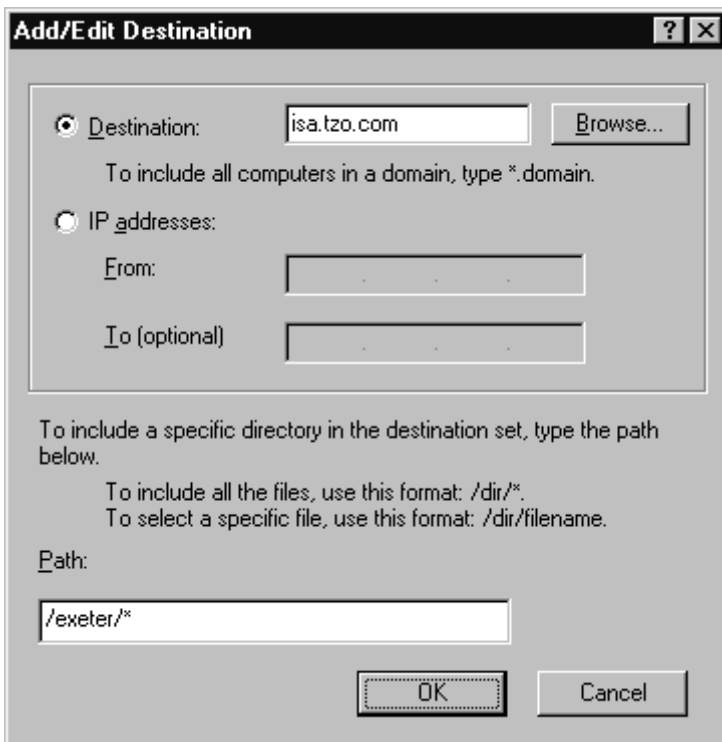 Add/Edit Destination
Destination: isa.tzo.com Browse...
To include all computers in a domain, type *.domain.
IP addresses:
From: . . .
To (optional) . . .
To include a specific directory in the destination set, type the path
below.
To include all the files, use this format: /dir/*.
To select a specific file, use this format: /dir/filename.
Path:
/exeter/*
OK Cancel